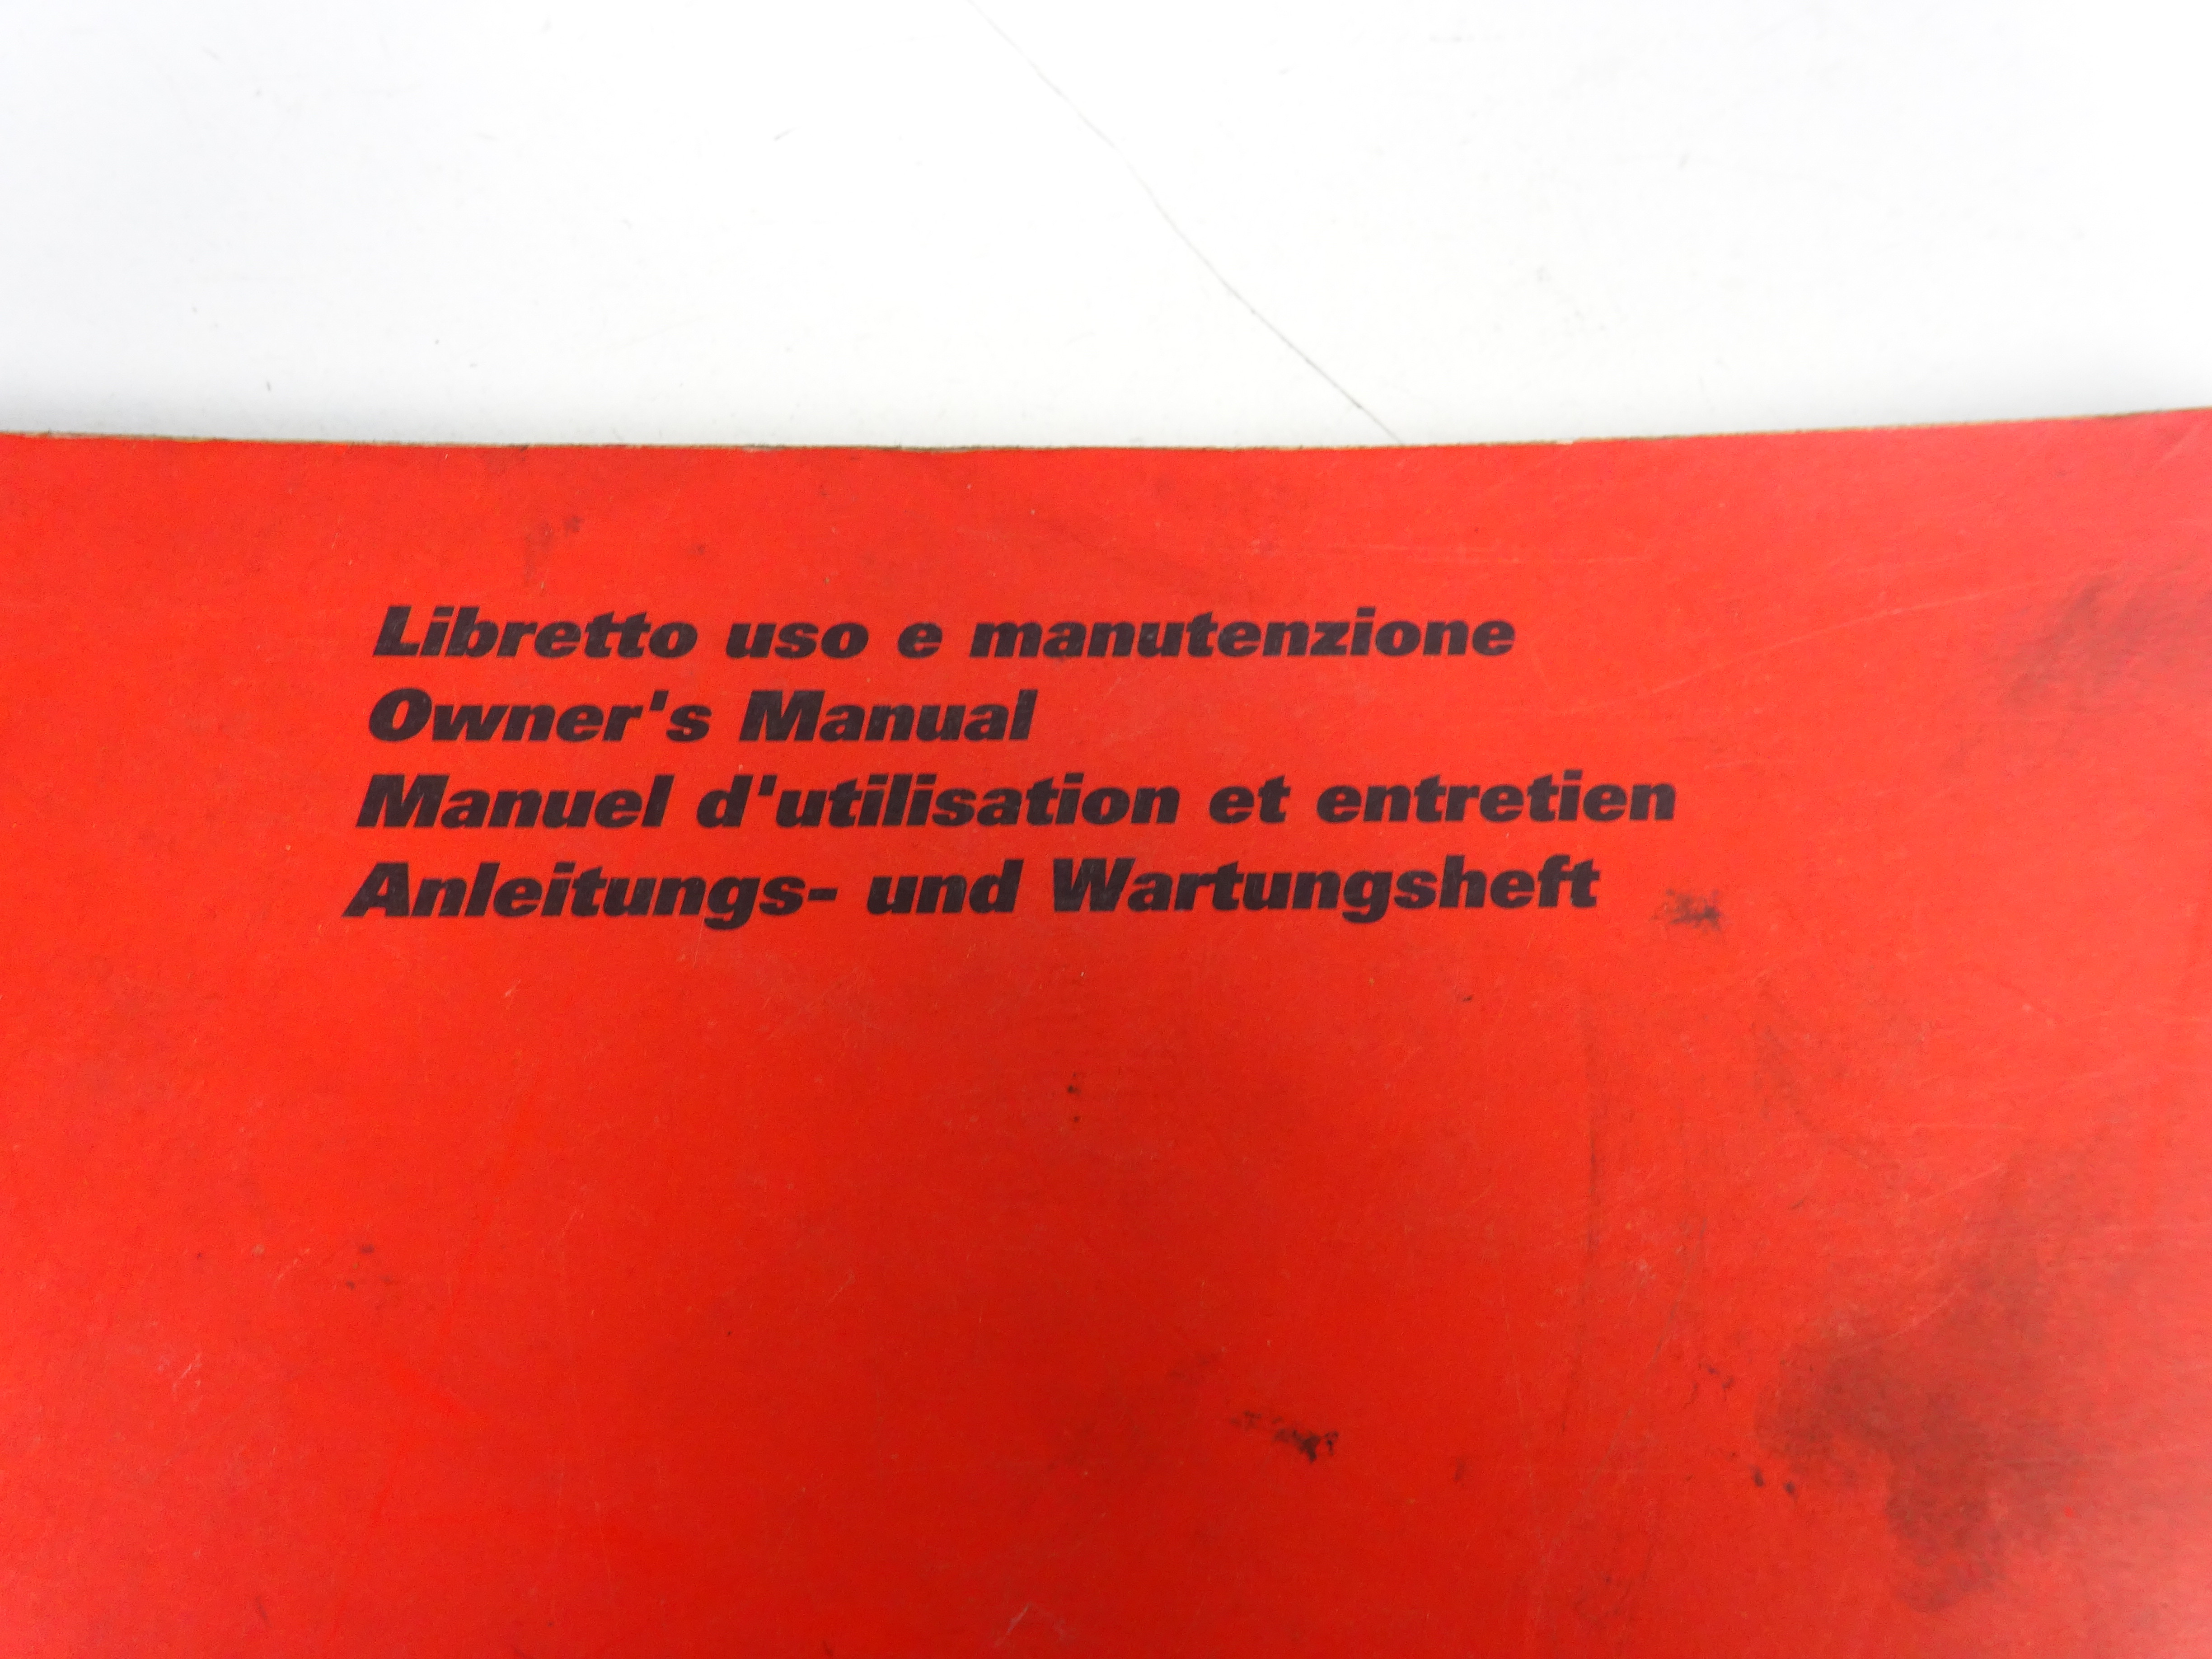 Libretto uso e manutenzione
Owner's Manual
Manuel d'utilisation et entretien
Anleitungs- und Wartungsheft